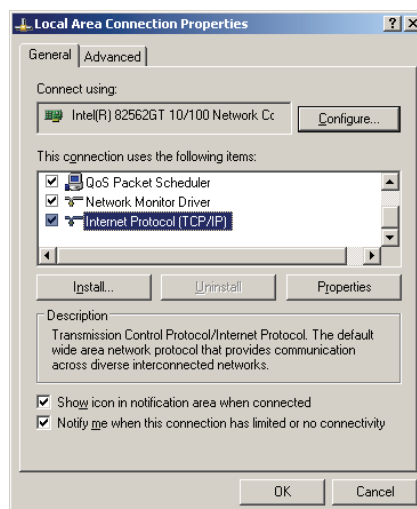 Local Area Connection Properties
General Advanced
Connect using:
Intel(R) 82562GT 10/100 Network Cc
Configure...
This connection uses the following items:
QoS Packet Scheduler
Network Monitor Driver
Internet Protocol (TCP/IP)
Install... Uninstall Properties
Description
Transmission Control Protocol/Internet Protocol. The default
wide area network protocol that provides communication
across diverse interconnected networks.
Show icon in notification area when connected
Notify me when this connection has limited or no connectivity
OK Cancel